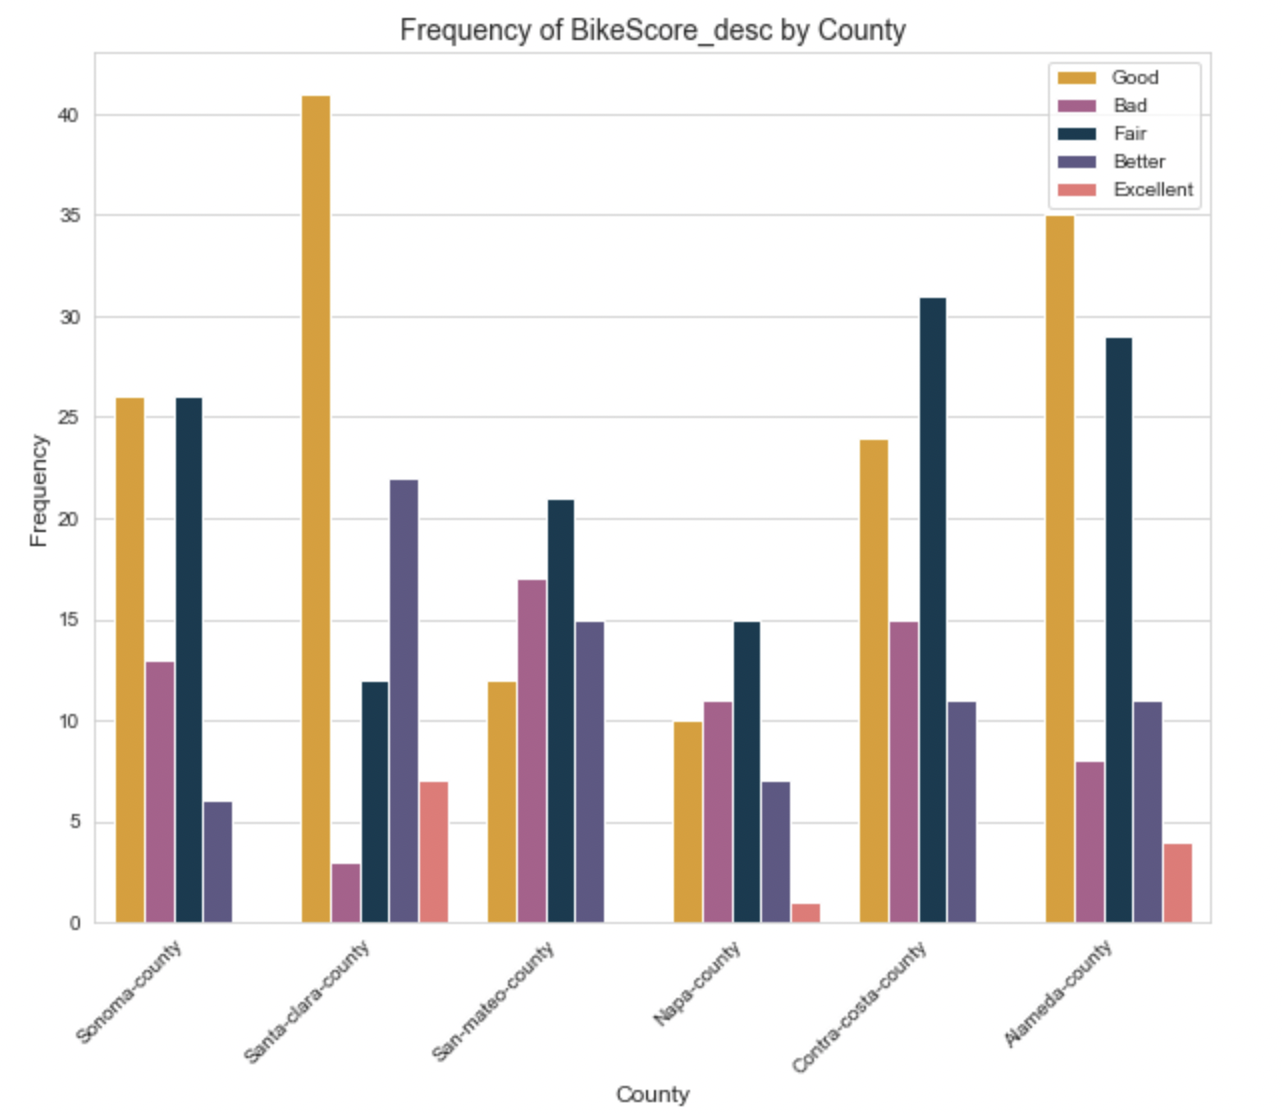 Frequency of BikeScore_desc by County
Good
Bad
Fair
Better
Excellent
40
35
30
25
20
15
10
5
0
Frequency
Sonoma-county
Santa-clara-county
San-mateo-county
Napa-county
Contra-costa-county
Alameda-county
County